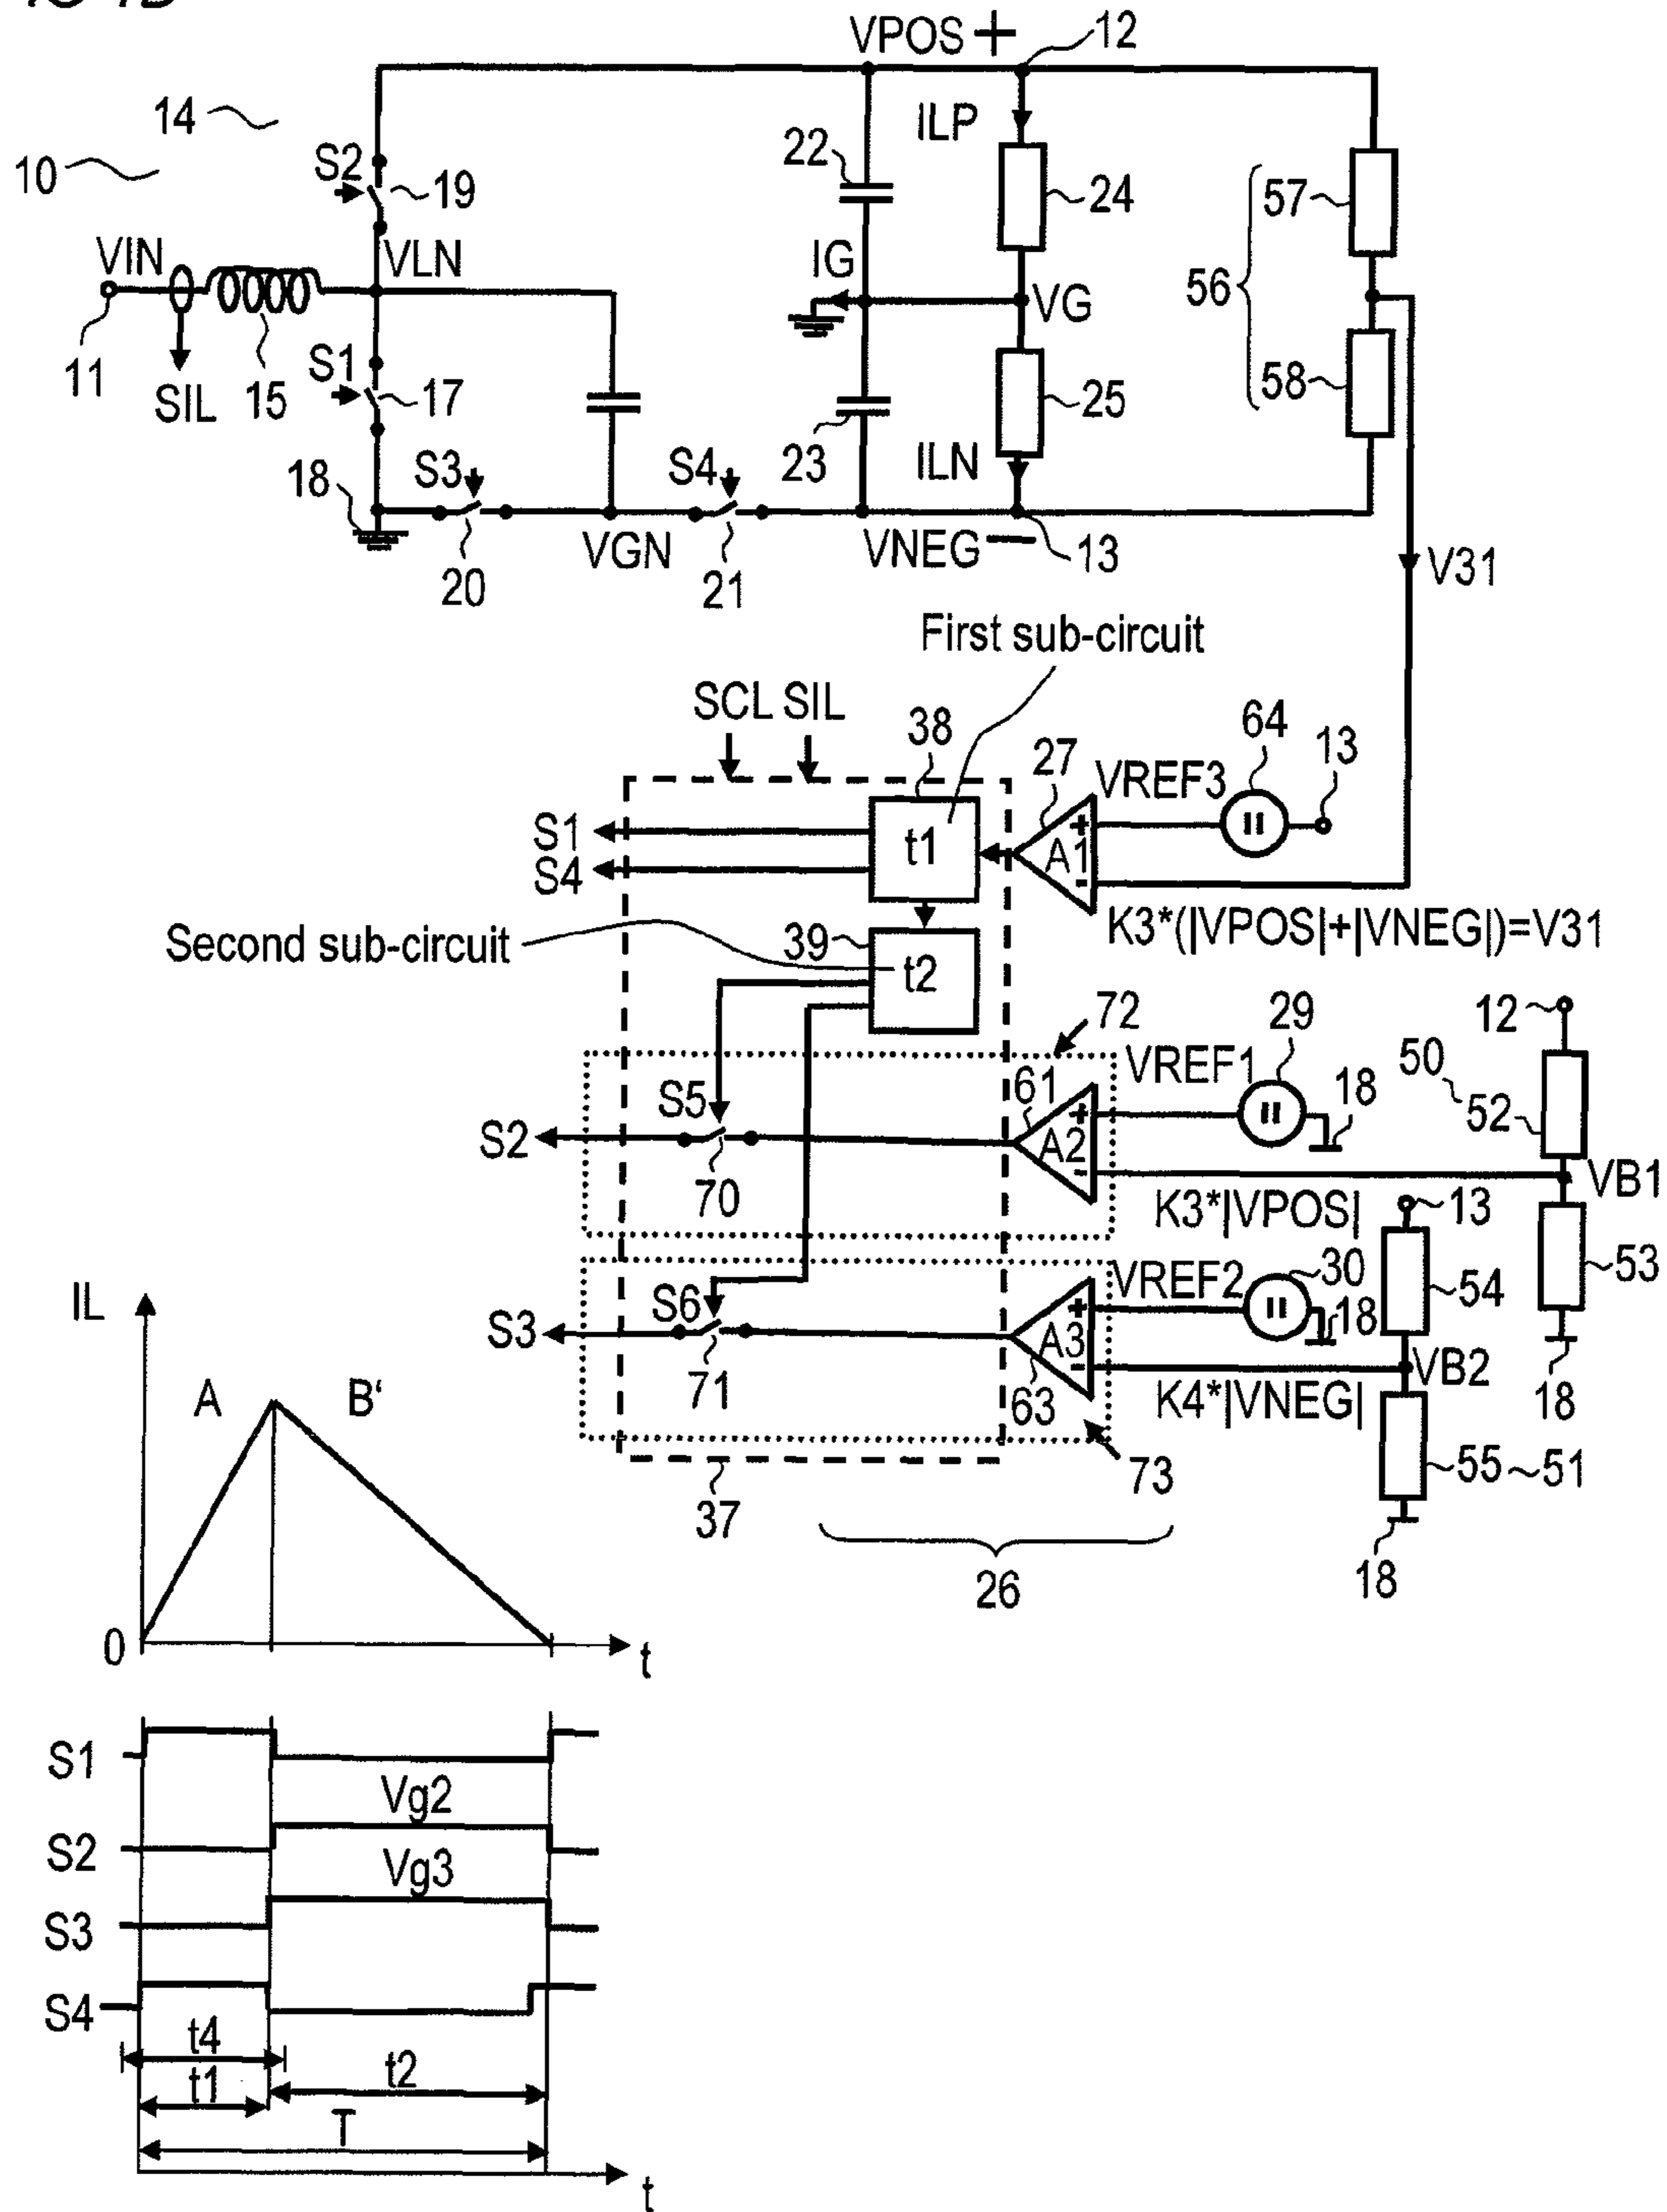 VPOS +
12
14
ILP
10
S2
19
22
24
57
VIN
VLN
IG
VG
56
S1
11
SIL
15
17
23
25
58
18
S3
S4
ILN
VGN
VNEG −
13
20
21
V31
First sub-circuit
SCL SIL
38
27
VREF3
64
13
S1
S4
t1
+
A1
-
K3*(|VPOS|+|VNEG|)=V31
Second sub-circuit
39
t2
72
29
12
61
VREF1
18
50
52
S5
S2
+
A2
-
70
VB1
K3*|VPOS|
13
53
IL
S6
VREF2
30
18
54
S3
+
A3
-
71
63
VB2
K4*|VNEG|
18
A
B'
73
55
51
37
18
26
0
t
S1
Vg2
S2
Vg3
S3
S4
t4
t1
t2
T
t